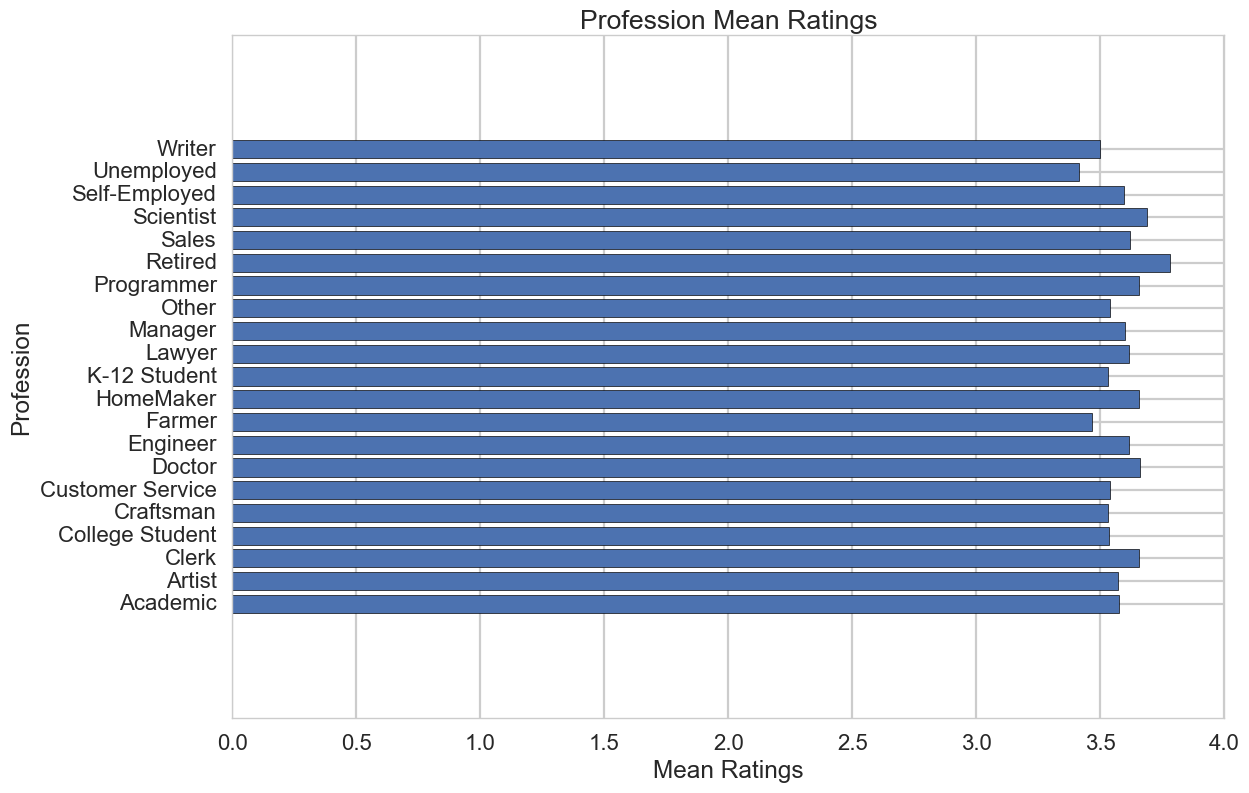 Profession Mean Ratings
Profession
Writer
Unemployed
Self-Employed
Scientist
Sales
Retired
Programmer
Other
Manager
Lawyer
K-12 Student
HomeMaker
Farmer
Engineer
Doctor
Customer Service
Craftsman
College Student
Clerk
Artist
Academic
0.0 0.5 1.0 1.5 2.0 2.5 3.0 3.5 4.0
Mean Ratings